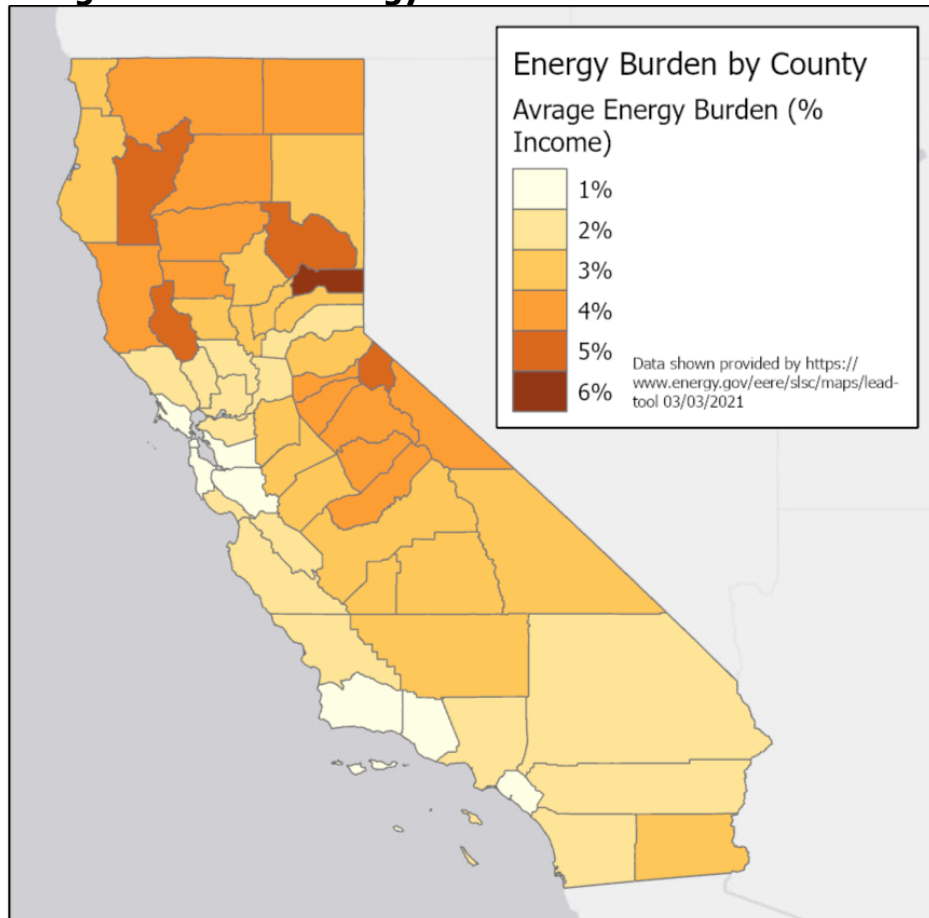 Energy Burden by County
Avrage Energy Burden (%
Income)
1%
2%
3%
4%
5%
6%
Data shown provided by https://
www.energy.gov/eere/slsc/maps/lead-
tool 03/03/2021